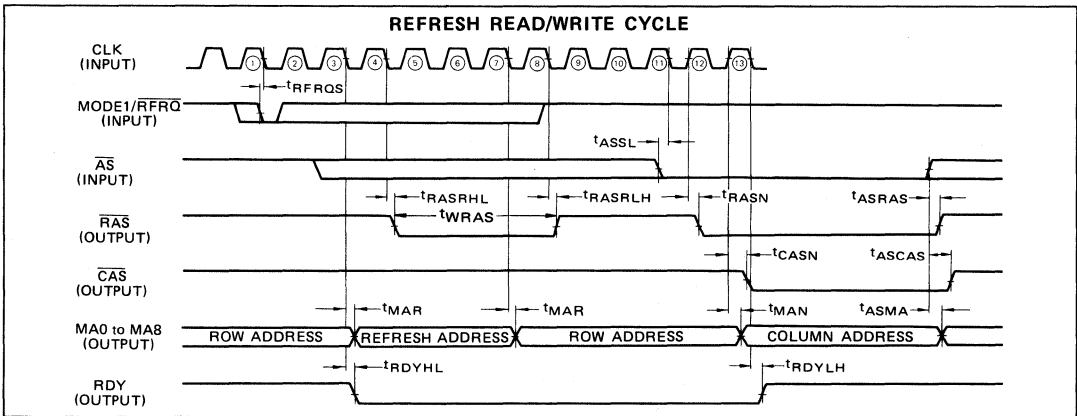 REFRESH READ/WRITE CYCLE
CLK
(INPUT)
1 2 3 4 5 6 7 8 9 10 11 12 13
tRFRQS
MODE1/RFRQ
(INPUT)
tASSL
AS
(INPUT)
tRASRHL tRASRLH tRASN tASRAS
tWRAS
RAS
(OUTPUT)
tCASN tASCAS
CAS
(OUTPUT)
tMAR tMAR tMAN tASMA
MA0 to MA8
(OUTPUT)
ROW ADDRESS REFRESH ADDRESS ROW ADDRESS COLUMN ADDRESS
tRDYHL tRDYLH
RDY
(OUTPUT)